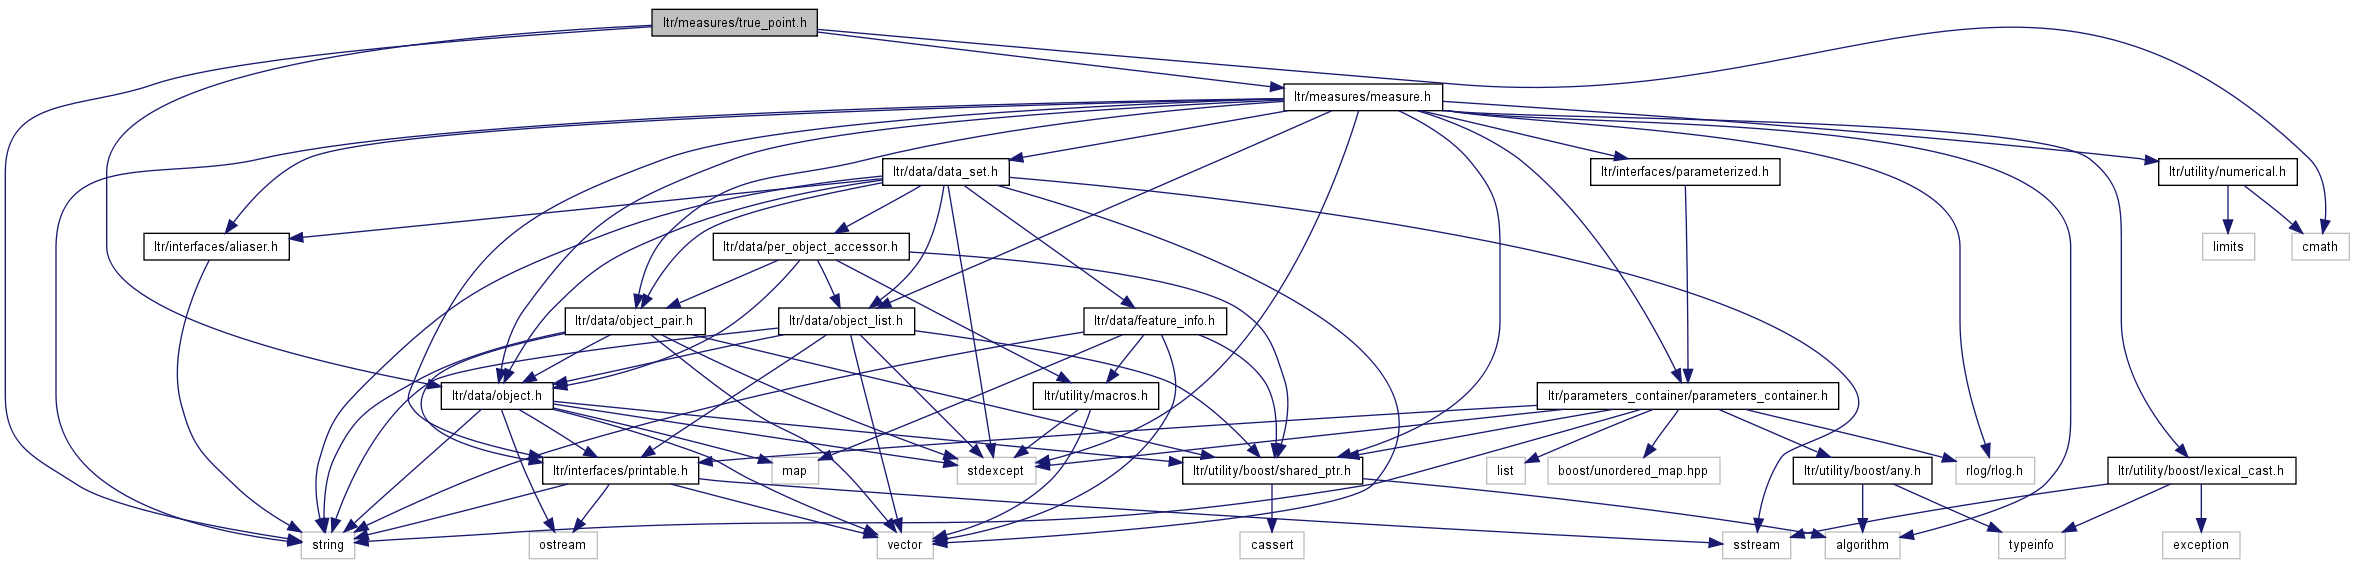 ltr/measures/true_point.h
ltr/measures/measure.h
ltr/data/data_set.h
ltr/interfaces/parameterized.h
ltr/utility/numerical.h
ltr/interfaces/aliaser.h
ltr/data/per_object_accessor.h
limits
cmath
ltr/data/object_pair.h
ltr/data/object_list.h
ltr/data/feature_info.h
ltr/data/object.h
ltr/utility/macros.h
ltr/parameters_container/parameters_container.h
ltr/interfaces/printable.h
map
stdexcept
ltr/utility/boost/shared_ptr.h
list
boost/unordered_map.hpp
ltr/utility/boost/any.h
rlog/rlog.h
ltr/utility/boost/lexical_cast.h
string
ostream
vector
cassert
sstream
algorithm
typeinfo
exception